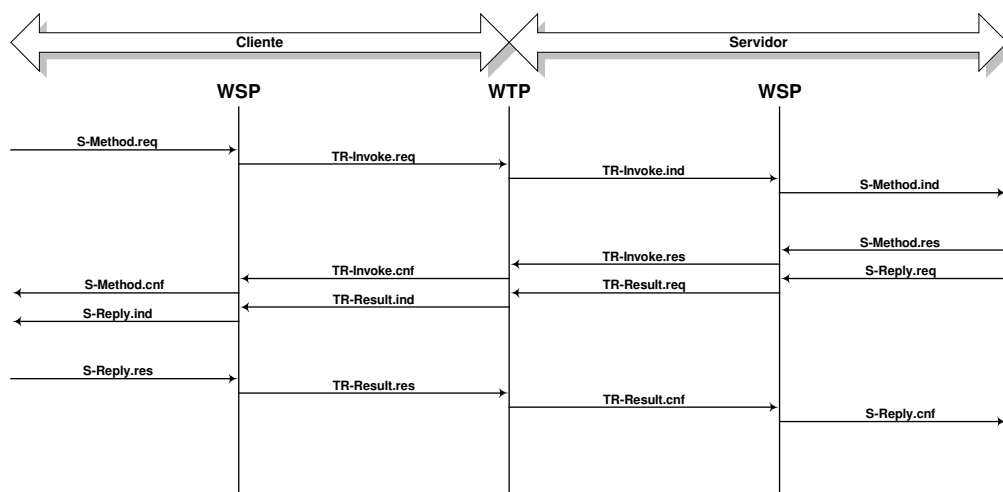 Cliente Servidor
WSP WTP WSP
S-Method.req
TR-Invoke.req
TR-Invoke.ind
S-Method.ind
S-Method.res
TR-Invoke.res
S-Reply.req
TR-Invoke.cnf
S-Method.cnf
TR-Result.req
TR-Result.ind
S-Reply.ind
S-Reply.res
TR-Result.res
TR-Result.cnf
S-Reply.cnf